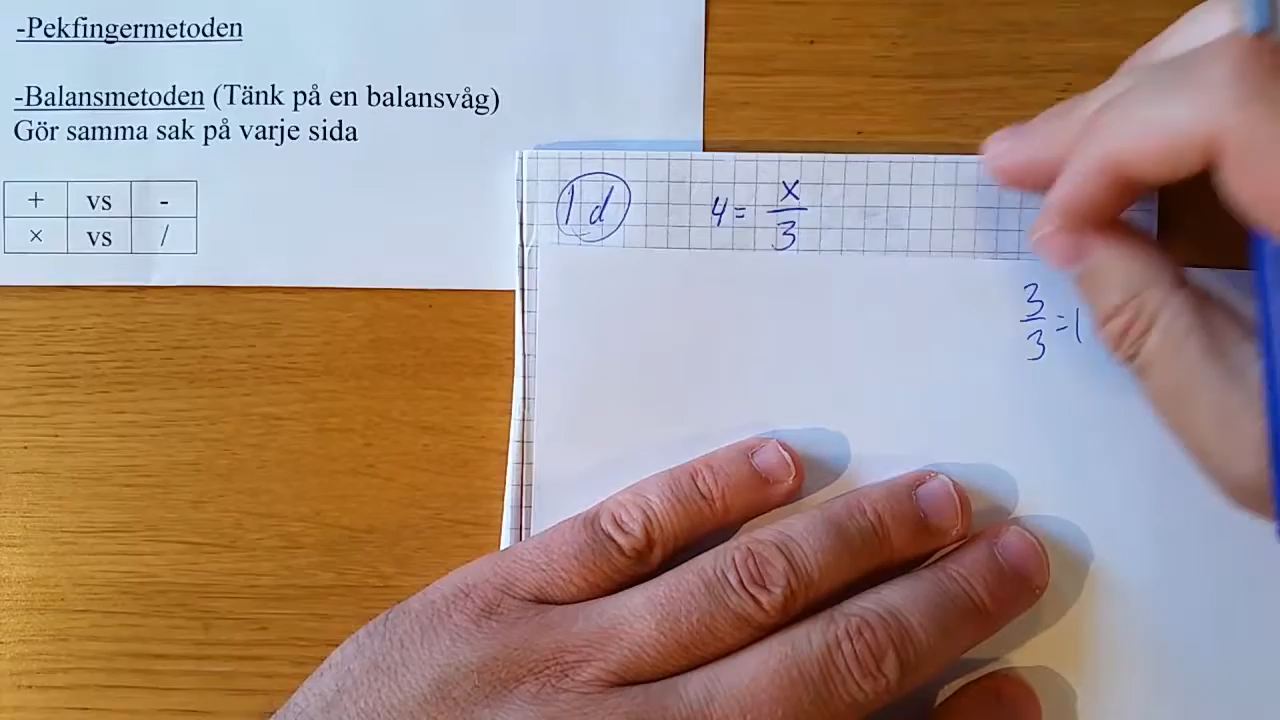 -Pekfingermetoden
-Balansmetoden (Tänk på en balansvåg)
Gör samma sak på varje sida
+ vs -
× vs /
1d 4 = x/3
3/3 = 1